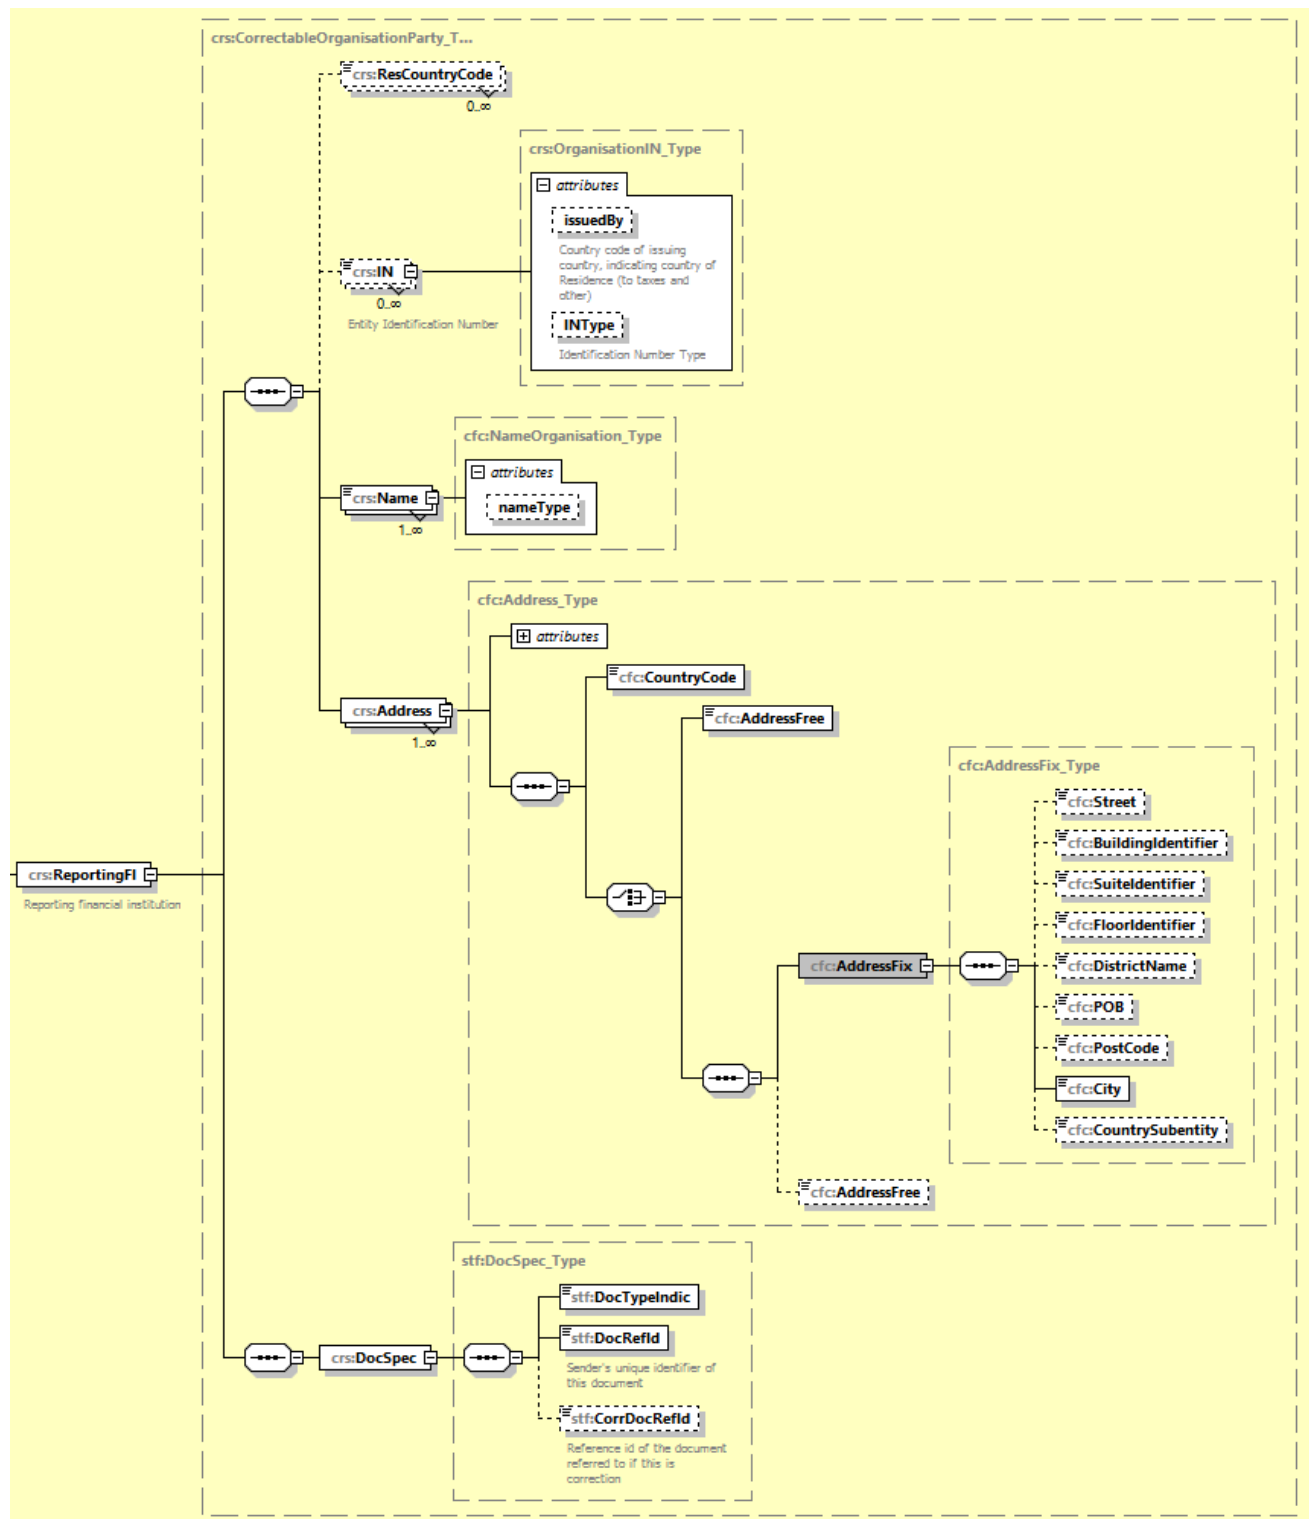 crs:CorrectableOrganisationParty_T...
crs:ResCountryCode
0..∞
crs:OrganisationIN_Type
attributes
issuedBy
Country code of issuing
country, indicating country of
Residence (to taxes and
other)
crs:IN
0..∞
Entity Identification Number
INType
Identification Number Type
cfc:NameOrganisation_Type
attributes
crs:Name
nameType
1..∞
cfc:Address_Type
attributes
cfc:CountryCode
crs:Address
1..∞
cfc:AddressFree
cfc:AddressFix_Type
cfc:Street
cfc:BuildingIdentifier
crs:ReportingFI
Reporting financial institution
cfc:SuiteIdentifier
cfc:FloorIdentifier
cfc:AddressFix
cfc:DistrictName
cfc:POB
cfc:PostCode
cfc:City
cfc:CountrySubentity
cfc:AddressFree
stf:DocSpec_Type
stf:DocTypeIndic
stf:DocRefId
Sender's unique identifier of
this document
crs:DocSpec
stf:CorrDocRefId
Reference id of the document
referred to if this is
correction